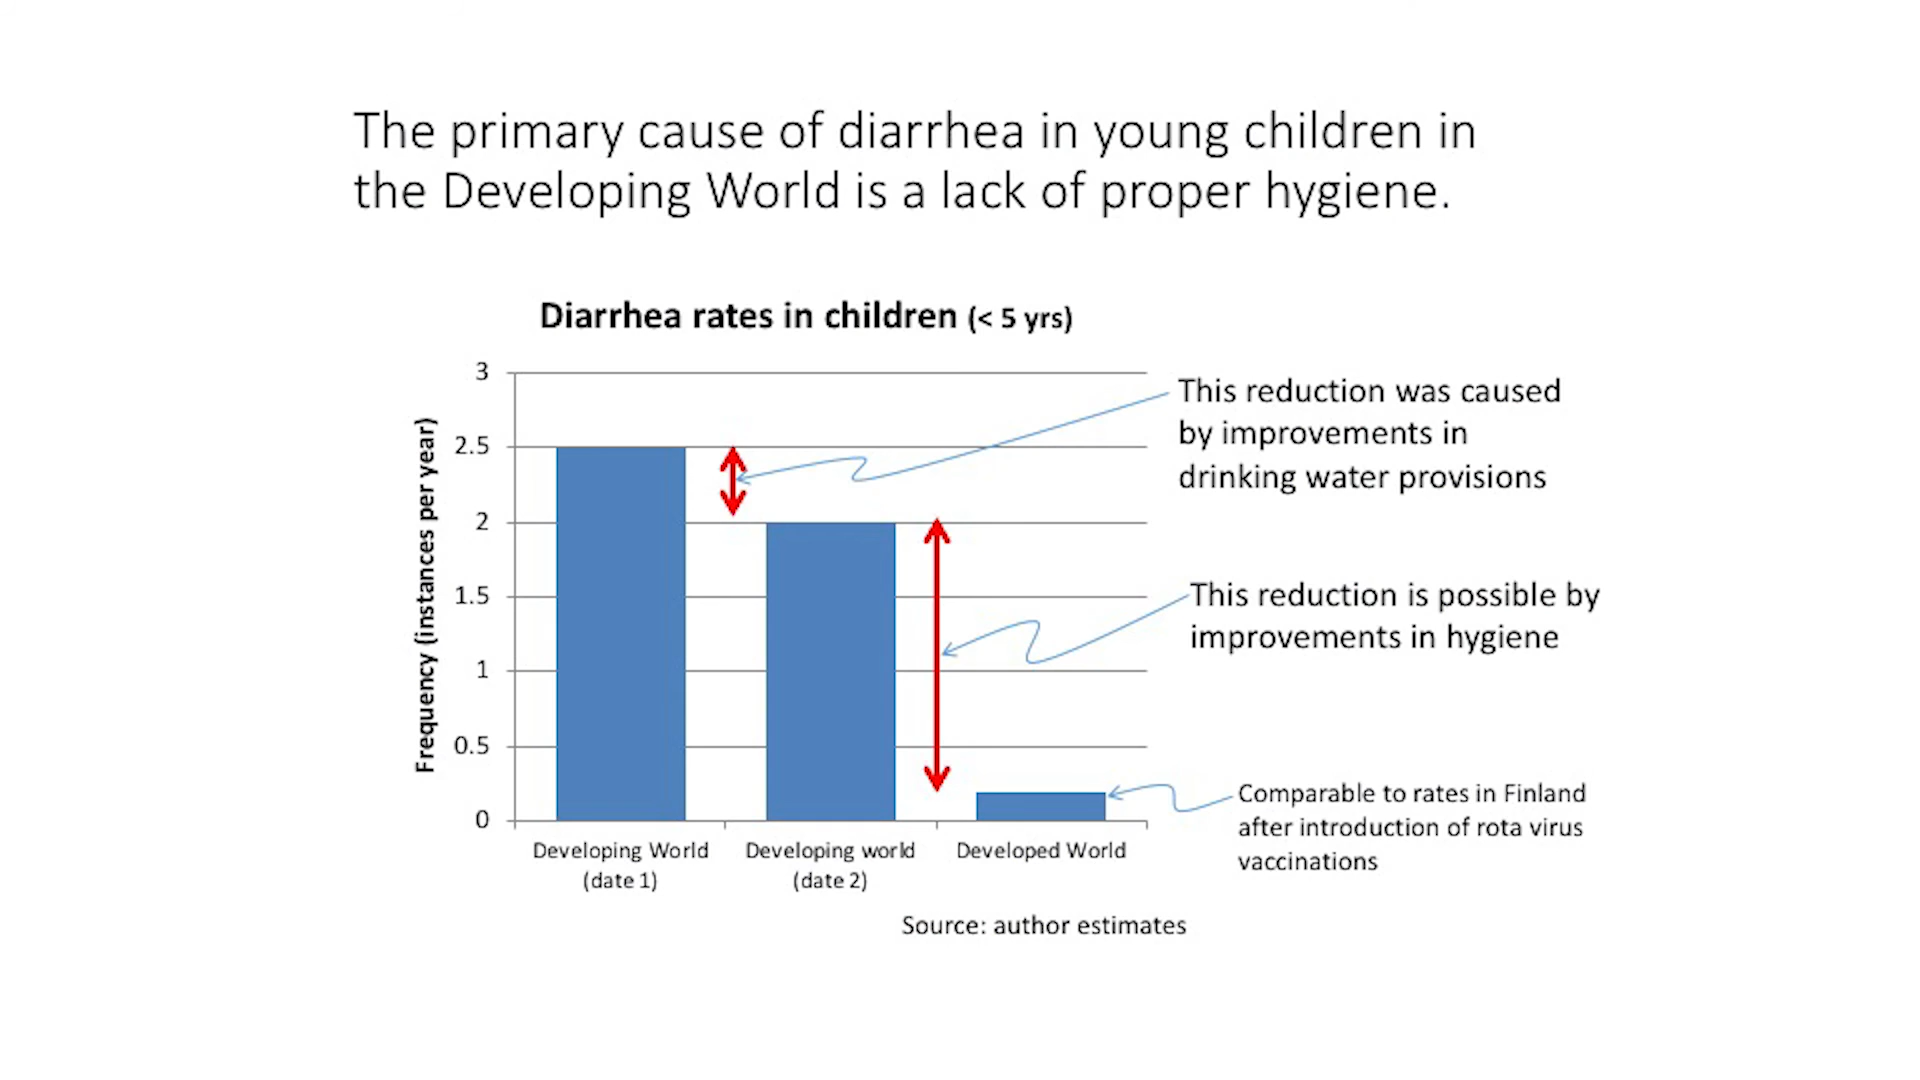 The primary cause of diarrhea in young children in
the Developing World is a lack of proper hygiene.
Diarrhea rates in children (< 5 yrs)
Frequency (instances per year)
3
2.5
2
1.5
1
0.5
0
This reduction was caused
by improvements in
drinking water provisions
This reduction is possible by
improvements in hygiene
Comparable to rates in Finland
after introduction of rota virus
vaccinations
Developing World
(date 1)
Developing world
(date 2)
Developed World
Source: author estimates